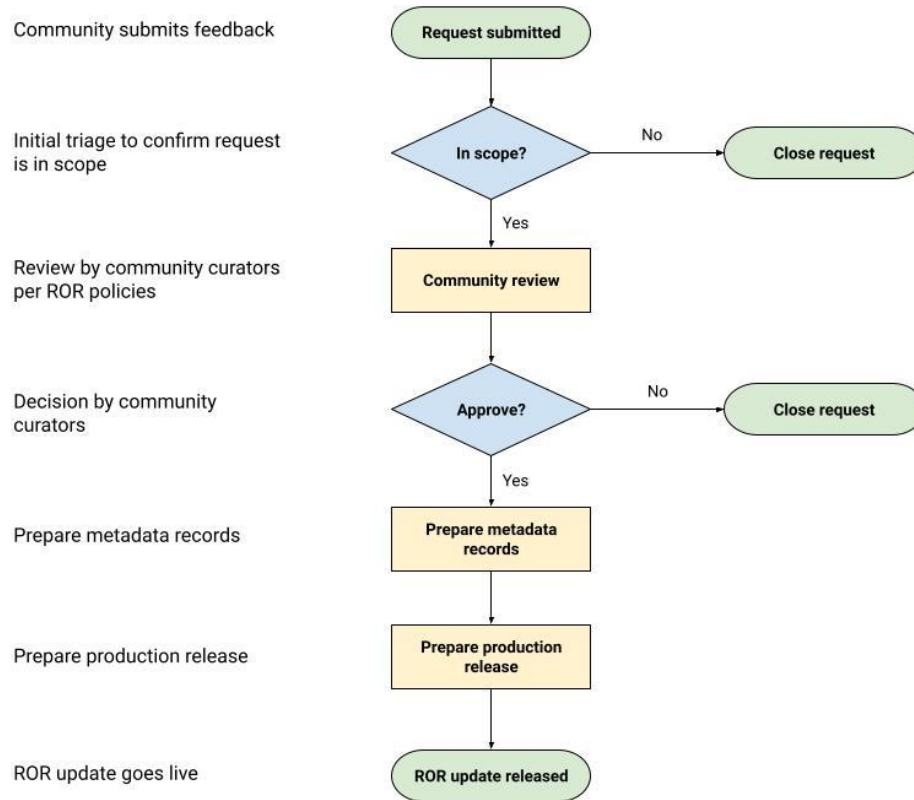 Community submits feedback
Request submitted
Initial triage to confirm request
is in scope
In scope?
No
Close request
Yes
Review by community curators
per ROR policies
Community review
Decision by community
curators
Approve?
No
Close request
Yes
Prepare metadata records
Prepare metadata
records
Prepare production release
Prepare production
release
ROR update goes live
ROR update released